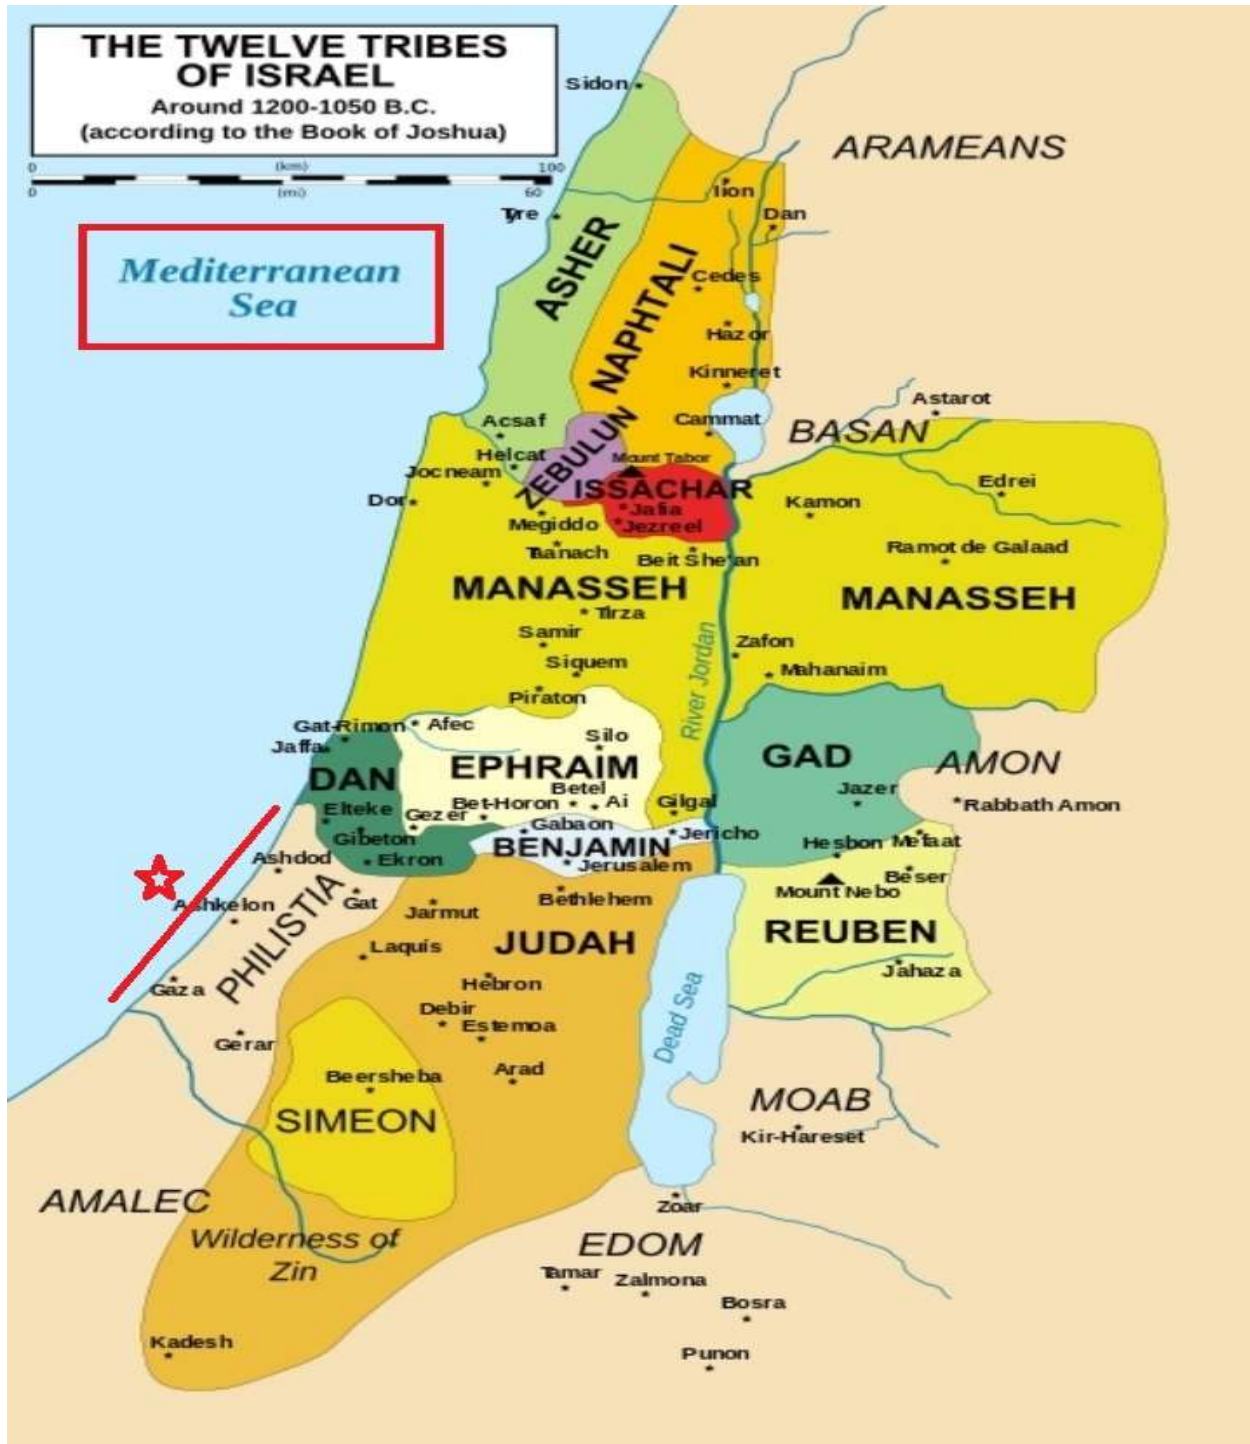 THE TWELVE TRIBES
OF ISRAEL
Around 1200-1050 B.C.
(according to the Book of Joshua)
0 (km) 100
0 (mi) 60
Sidon
ARAMEANS
Ilion
Tyre
Dan
ASHER
NAPHTALI
Mediterranean
Sea
Cedes
Hazor
Kinneret
Astarot
Acsaf
Cammat
BASAN
ZEBULUN
Helcat
Mount Tabor
Jocneam
ISSACHAR
Edrei
Dor
Jafia
Kamon
Megiddo
Jezreel
Taanach
Beit She'an
Ramot de Galaad
MANASSEH
MANASSEH
Tirza
Samir
River Jordan
Zafon
Siquem
Mahanaim
Piraton
Gat-Rimon
Afec
Jaffa
Silo
DAN
EPHRAIM
GAD
AMON
Betel
Jazer
Elteke
Bet-Horon
Ai
Gilgal
Rabbath Amon
Gezer
Gibeton
Gabaon
Jericho
Hesbon
Mefaat
BENJAMIN
Ashdod
Ekron
Jerusalem
Beser
Mount Nebo
Ashkelon
Gat
Jarmut
Bethlehem
PHILISTIA
JUDAH
REUBEN
Laquis
Jahaza
Gaza
Hebron
Debir
Dead Sea
Estemoa
Gerar
Arad
Beersheba
MOAB
SIMEON
Kir-Hareset
AMALEC
Zoar
Wilderness of
Zin
EDOM
Tamar
Zalmona
Bosra
Kadesh
Punon